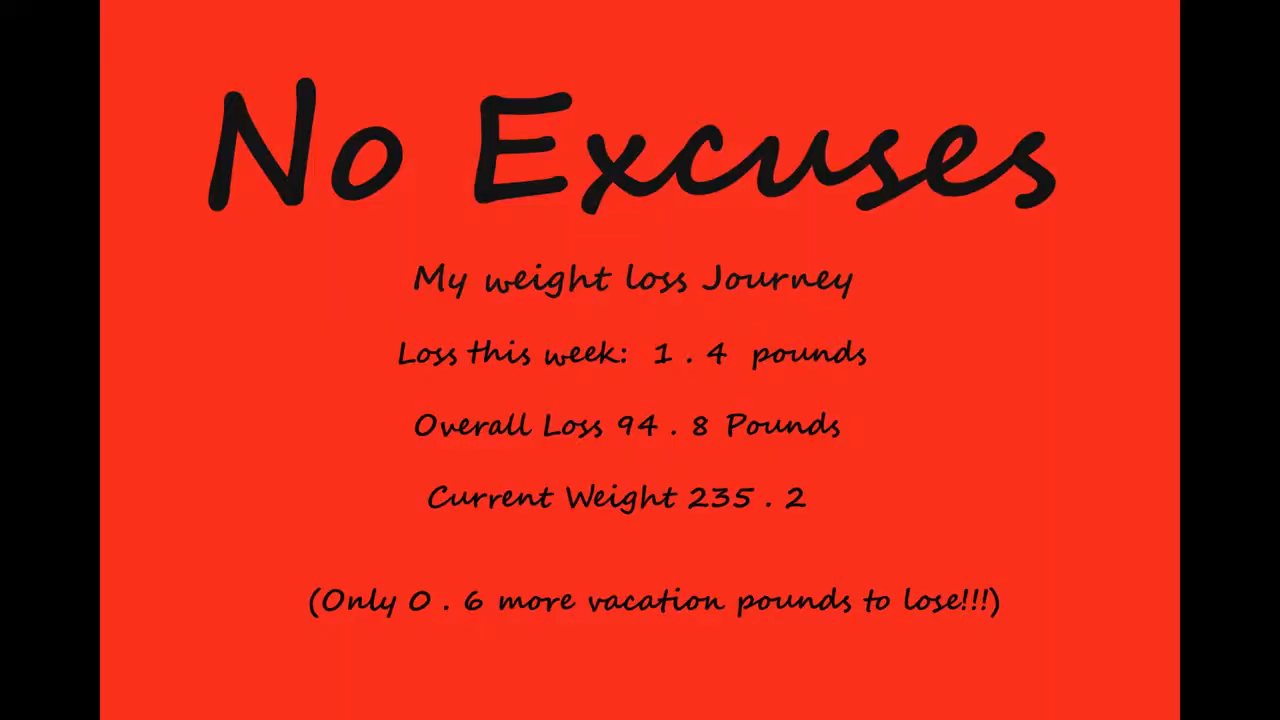 No Excuses
My weight loss Journey
Loss this week: 1 . 4 pounds
Overall Loss 94 . 8 Pounds
Current Weight 235 . 2
(Only 0 . 6 more vacation pounds to lose!!!)